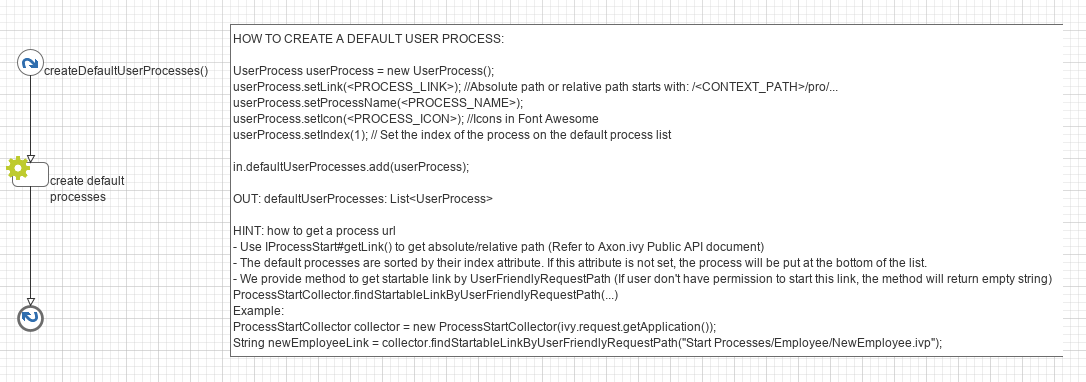 createDefaultUserProcesses()
create default
processes
HOW TO CREATE A DEFAULT USER PROCESS:
UserProcess userProcess = new UserProcess();
userProcess.setLink(<PROCESS_LINK>); //Absolute path or relative path starts with: /<CONTEXT_PATH>/pro/...
userProcess.setProcessName(<PROCESS_NAME>);
userProcess.setIcon(<PROCESS_ICON>); //Icons in Font Awesome
userProcess.setIndex(1); // Set the index of the process on the default process list
in.defaultUserProcesses.add(userProcess);
OUT: defaultUserProcesses: List<UserProcess>
HINT: how to get a process url
- Use IProcessStart#getLink() to get absolute/relative path (Refer to Axon.ivy Public API document)
- The default processes are sorted by their index attribute. If this attribute is not set, the process will be put at the bottom of the list.
- We provide method to get startable link by UserFriendlyRequestPath (If user don't have permission to start this link, the method will return empty string)
ProcessStartCollector.findStartableLinkByUserFriendlyRequestPath(...)
Example:
ProcessStartCollector collector = new ProcessStartCollector(ivy.request.getApplication());
String newEmployeeLink = collector.findStartableLinkByUserFriendlyRequestPath("Start Processes/Employee/NewEmployee.ivp");